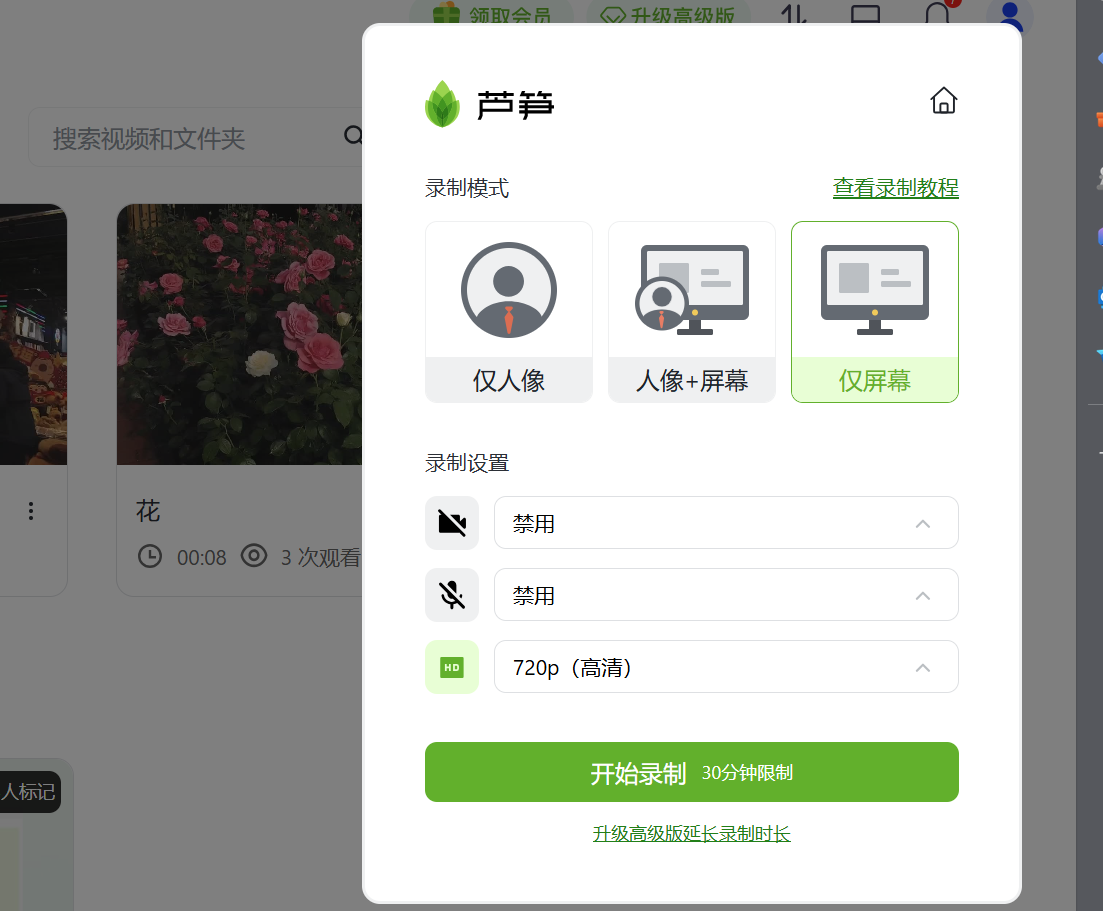 领取会员
升级高级版
搜索视频和文件夹
芦笋
录制模式
查看录制教程
仅人像
人像+屏幕
仅屏幕
录制设置
禁用
禁用
HD
720p（高清）
开始录制 30分钟限制
升级高级版延长录制时长
花
00:08 3 次观看
人标记